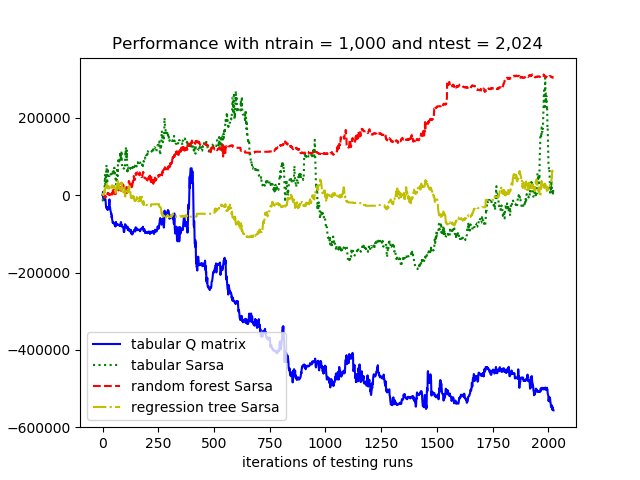 Performance with ntrain = 1,000 and ntest = 2,024
200000
0
−200000
−400000
−600000
tabular Q matrix
tabular Sarsa
random forest Sarsa
regression tree Sarsa
0 250 500 750 1000 1250 1500 1750 2000
iterations of testing runs